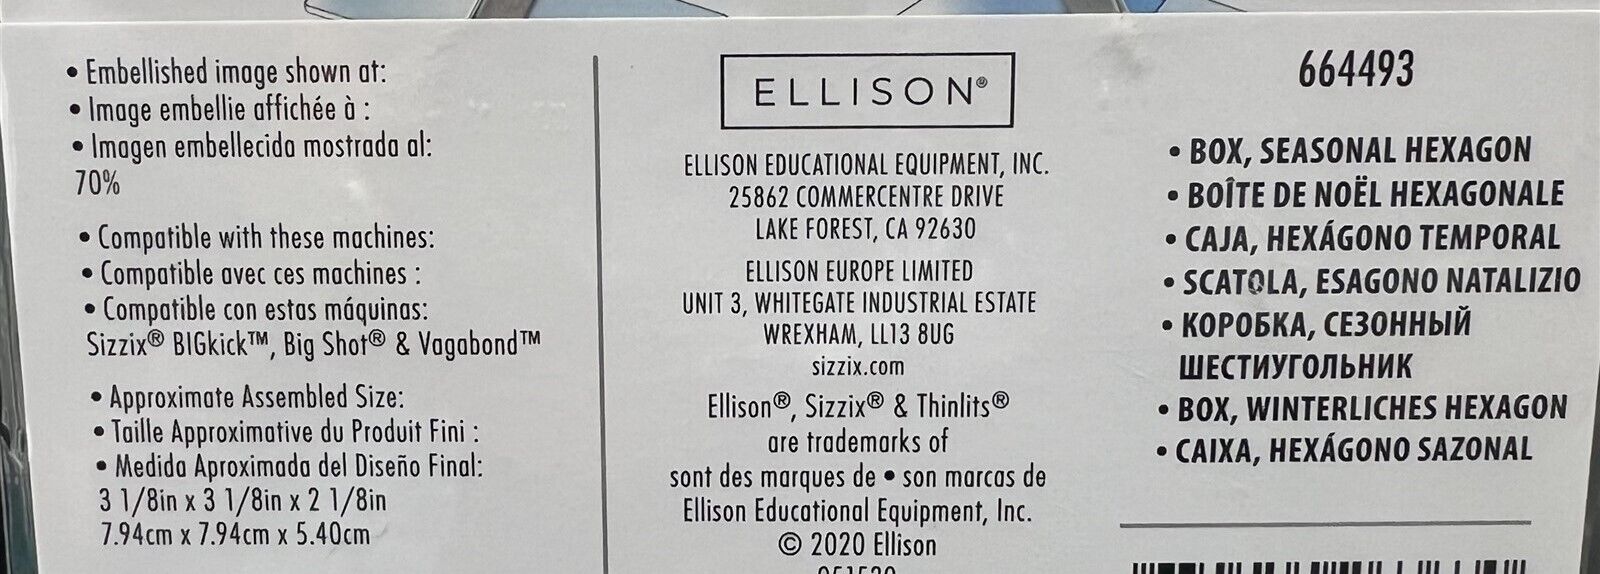 • Embellished image shown at:
• Image embellie affichée à :
• Imagen embellecida mostrada al:
70%
• Compatible with these machines:
• Compatible avec ces machines :
• Compatible con estas máquinas:
Sizzix® BIGkick™, Big Shot® & Vagabond™
• Approximate Assembled Size:
• Taille Approximative du Produit Fini :
• Medida Aproximada del Diseño Final:
3 1/8in x 3 1/8in x 2 1/8in
7.94cm x 7.94cm x 5.40cm
ELLISON®
ELLISON EDUCATIONAL EQUIPMENT, INC.
25862 COMMERCENTRE DRIVE
LAKE FOREST, CA 92630
ELLISON EUROPE LIMITED
UNIT 3, WHITEGATE INDUSTRIAL ESTATE
WREXHAM, LL13 8UG
sizzix.com
Ellison®, Sizzix® & Thinlits®
are trademarks of
sont des marques de • son marcas de
Ellison Educational Equipment, Inc.
© 2020 Ellison
664493
• BOX, SEASONAL HEXAGON
• BOÎTE DE NOËL HEXAGONALE
• CAJA, HEXÁGONO TEMPORAL
• SCATOLA, ESAGONO NATALIZIO
• КОРОБКА, СЕЗОННЫЙ
ШЕСТИУГОЛЬНИК
• BOX, WINTERLICHES HEXAGON
• CAIXA, HEXÁGONO SAZONAL